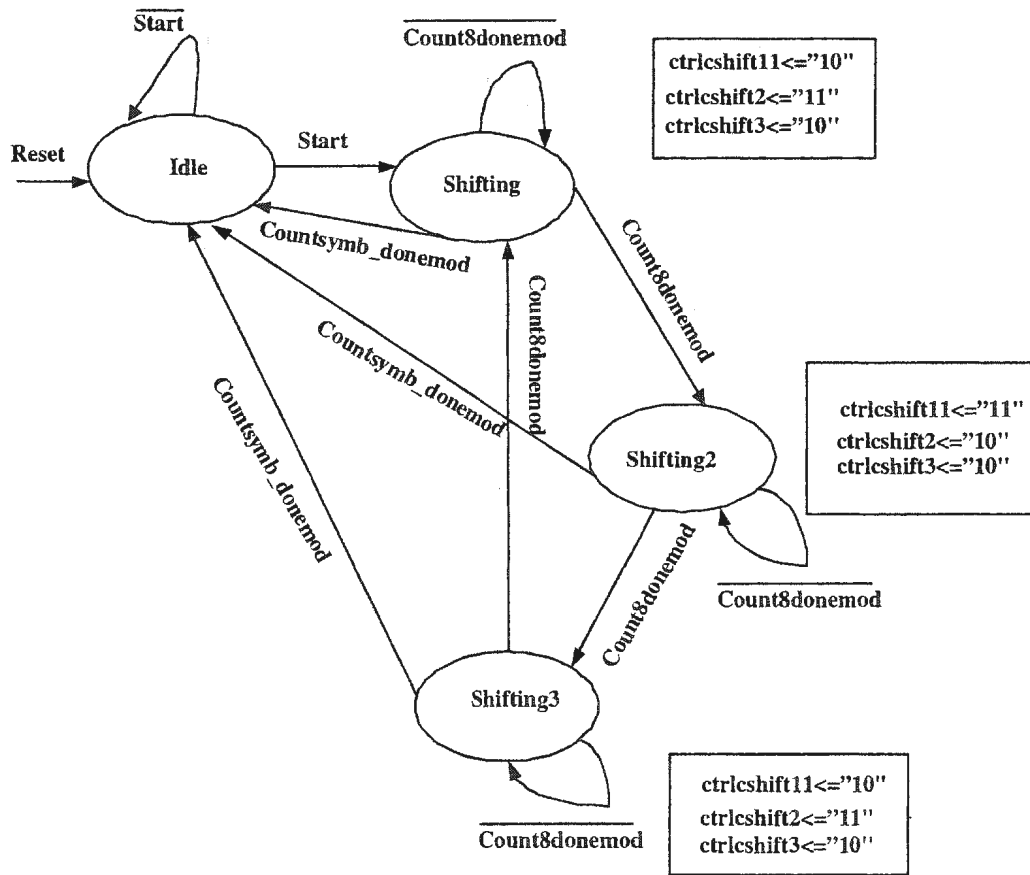 Start
Count8donemod
ctrlcshift11<="10"
ctrlcshift2<="11"
ctrlcshift3<="10"
Reset
Idle
Start
Shifting
Countsymb_donemod
Count8donemod
Count8donemod
Countsymb_donemod
Countsymb_donemod
ctrlcshift11<="11"
ctrlcshift2<="10"
ctrlcshift3<="10"
Shifting2
Count8donemod
Count8donemod
Shifting3
ctrlcshift11<="10"
ctrlcshift2<="11"
ctrlcshift3<="10"
Count8donemod